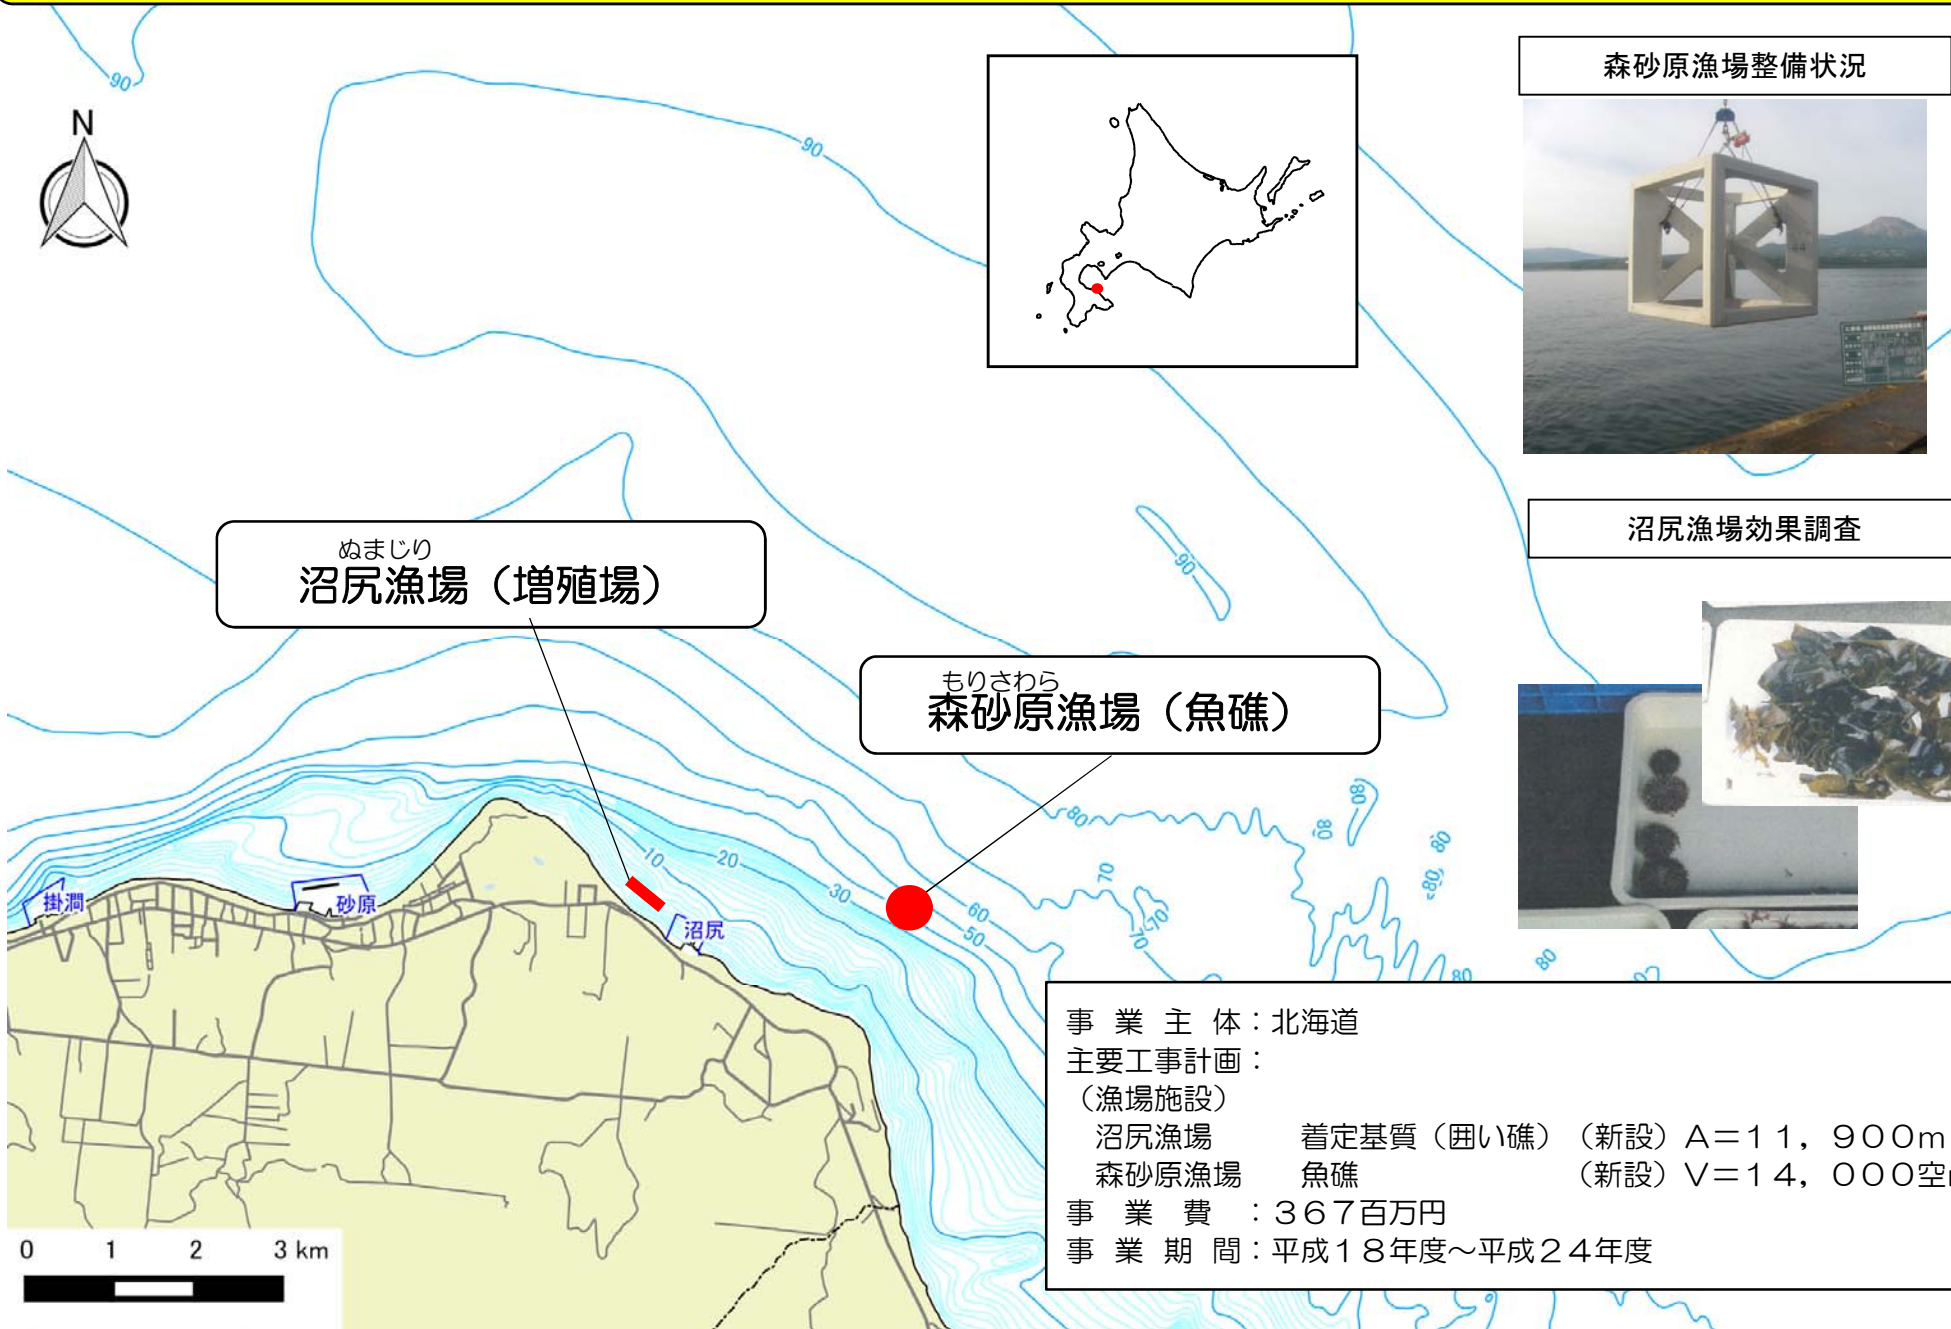 森砂原漁場整備状況
N
90
90
沼尻漁場効果調査
90
ぬまじり
沼尻漁場（増殖場）
もりさわら
森砂原漁場（魚礁）
80
80
80
80
80
10
20
30
60
50
70
70
70
掛澗
砂原
沼尻
80
80
事業主体：北海道
主要工事計画：
（漁場施設）
沼尻漁場　着定基質（囲い礁）（新設）A＝11，900m
森砂原漁場　魚礁　（新設）V＝14，000空
事業費：367百万円
事業期間：平成18年度～平成24年度
0 1 2 3 km